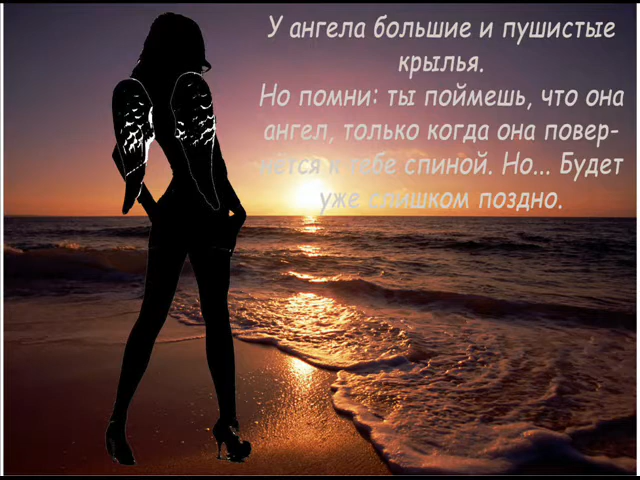 У ангела большие и пушистые
крылья.
Но помни: ты поймешь, что она
ангел, только когда она повер-
нётся к тебе спиной. Но... Будет
уже слишком поздно.